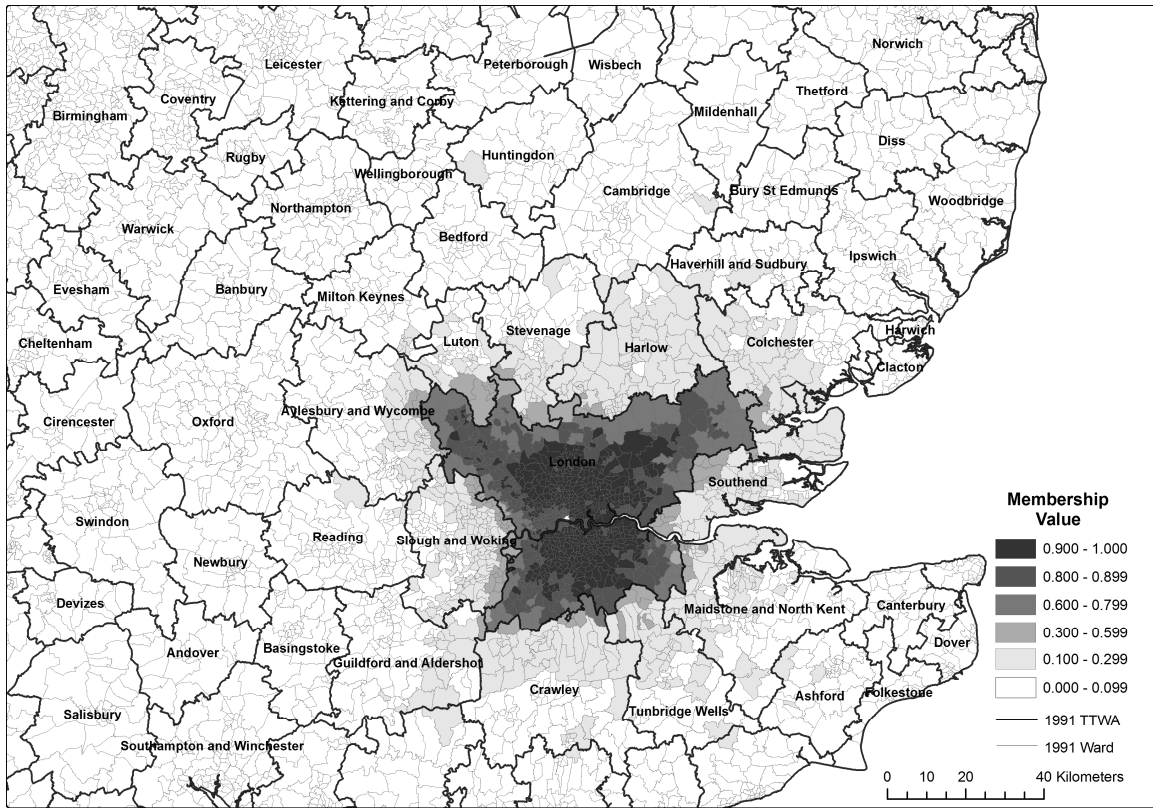 Norwich
Leicester
Peterborough
Wisbech
Coventry
Kettering and Corby
Thetford
Birmingham
Mildenhall
Diss
Rugby
Huntingdon
Wellingborough
Cambridge
Bury St Edmunds
Northampton
Woodbridge
Warwick
Bedford
Ipswich
Haverhill and Sudbury
Evesham
Banbury
Milton Keynes
Stevenage
Harwich
Cheltenham
Luton
Harlow
Colchester
Clacton
Aylesbury and Wycombe
Cirencester
Oxford
London
Southend
Swindon
Reading
Slough and Woking
Newbury
Devizes
Maidstone and North Kent
Canterbury
Andover
Basingstoke
Dover
Guildford and Aldershot
Crawley
Ashford
Folkestone
Salisbury
Tunbridge Wells
Southampton and Winchester
Membership
Value
0.900 - 1.000
0.800 - 0.899
0.600 - 0.799
0.300 - 0.599
0.100 - 0.299
0.000 - 0.099
1991 TTWA
1991 Ward
0 10 20 40 Kilometers